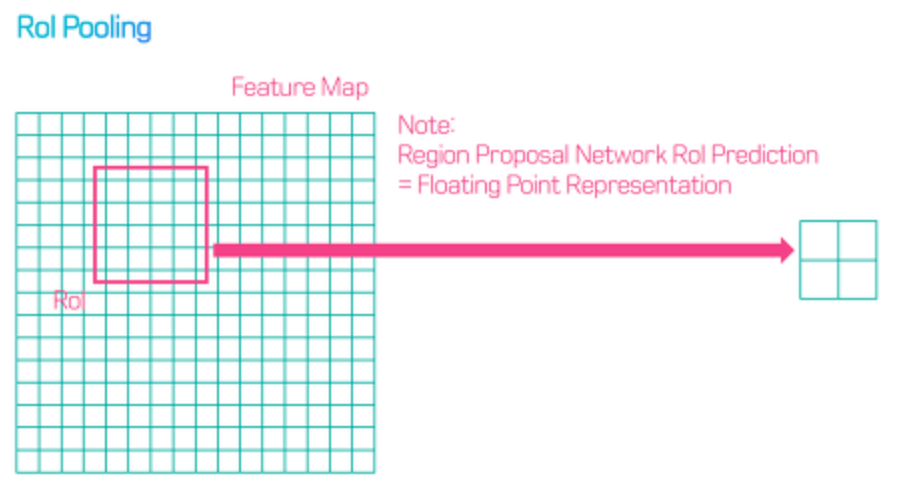 RoI Pooling
Feature Map
Note:
Region Proposal Network RoI Prediction
= Floating Point Representation
RoI